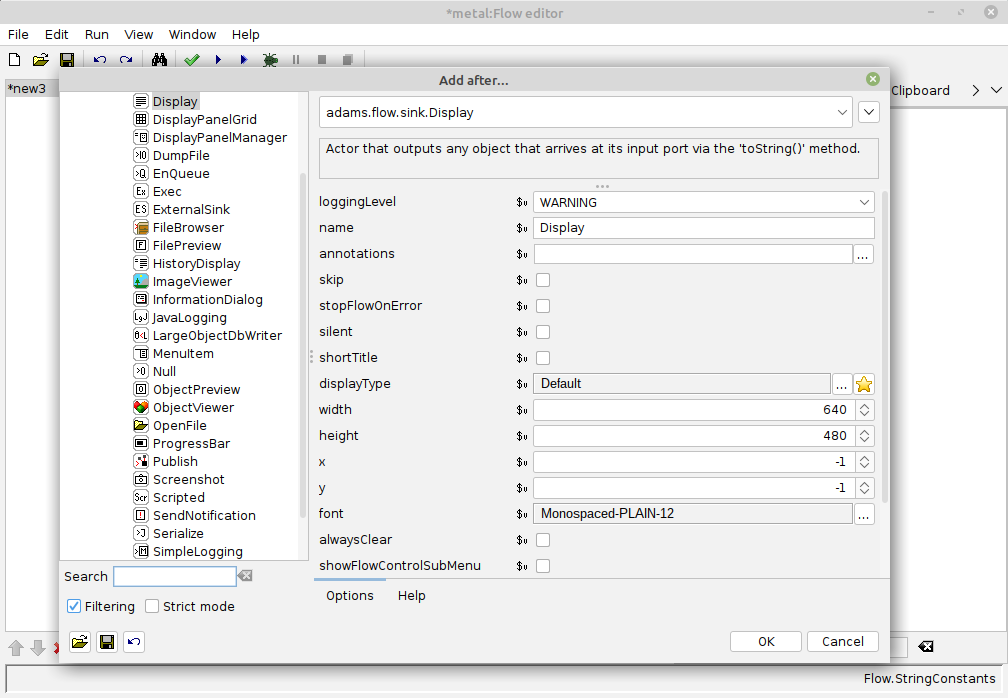 *metal:Flow editor
File Edit Run View Window Help
*new3
Add after...
Clipboard
Display
DisplayPanelGrid
DisplayPanelManager
DumpFile
EnQueue
Exec
ExternalSink
FileBrowser
FilePreview
HistoryDisplay
ImageViewer
InformationDialog
JavaLogging
LargeObjectDbWriter
MenuItem
Null
ObjectPreview
ObjectViewer
OpenFile
ProgressBar
Publish
Screenshot
Scripted
SendNotification
Serialize
SimpleLogging
Search
Filtering Strict mode
adams.flow.sink.Display
Actor that outputs any object that arrives at its input port via the 'toString()' method.
loggingLevel WARNING
name Display
annotations ...
skip
stopFlowOnError
silent
shortTitle
displayType Default ...
width 640
height 480
x -1
y -1
font Monospaced-PLAIN-12 ...
alwaysClear
showFlowControlSubMenu
Options Help
OK Cancel
Flow.StringConstants